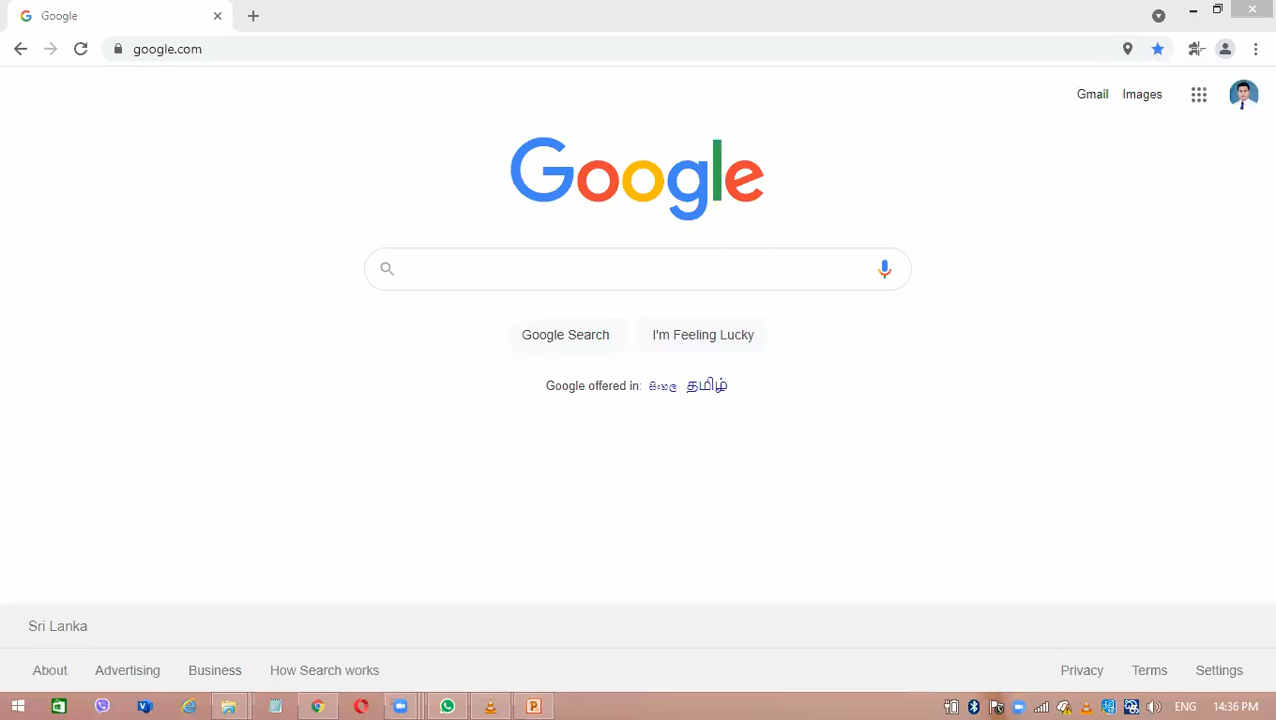 Google
google.com
Gmail Images
Google
Google Search I'm Feeling Lucky
Google offered in: සිංහල தமிழ்
Sri Lanka
About Advertising Business How Search works Privacy Terms Settings
ENG 14:36 PM